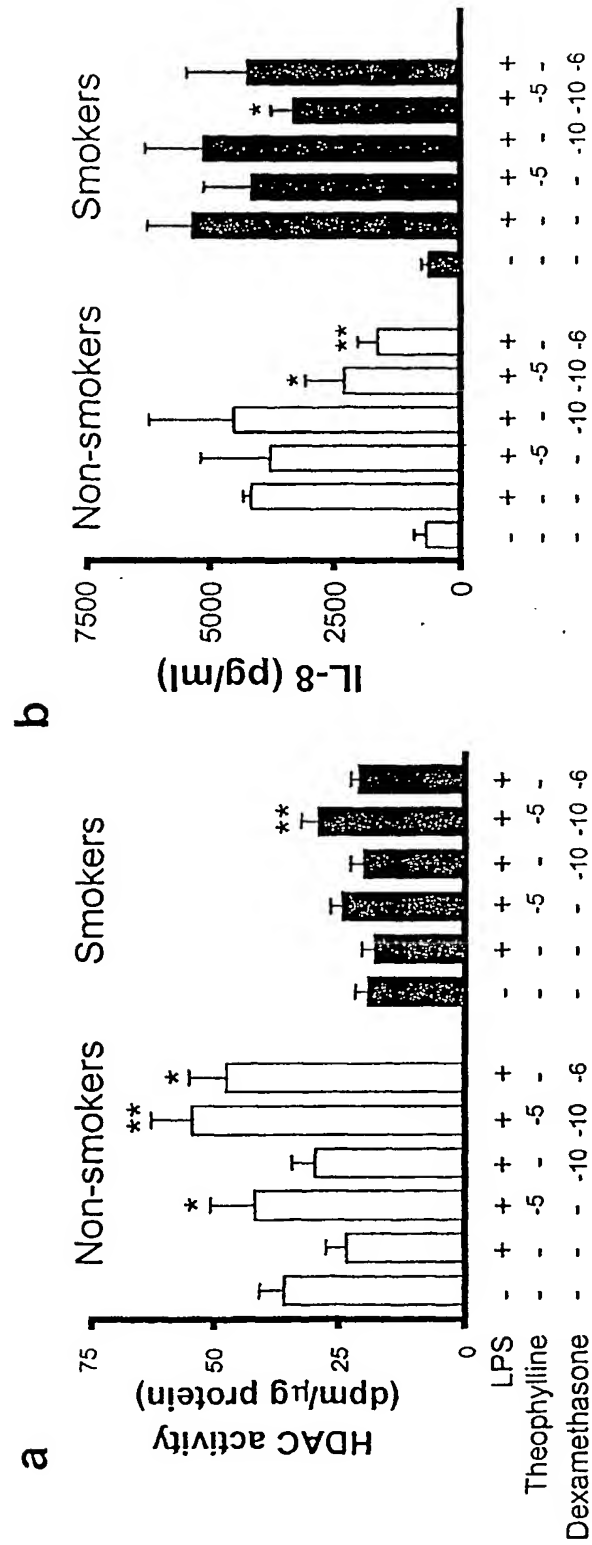 a
Non-smokers Smokers
HDAC activity
(dpm/µg protein)
75
50
25
0
** * * **
LPS - + + + + + - + + + + +
Theophylline - - -5 - -5 - - - -5 - -5 -
Dexamethasone - - - -10 -10 -6 - - - -10 -10 -6
b
Non-smokers Smokers
IL-8 (pg/ml)
7500
5000
2500
0
* ** *
- + + + + + - + + + + +
- - -5 - -5 - - - -5 - -5 -
- - - -10 -10 -6 - - - -10 -10 -6